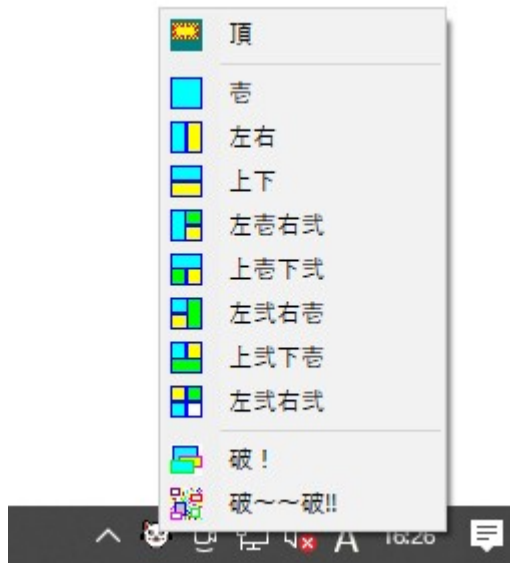 頂
壱
左右
上下
左壱右弐
上壱下弐
左弐右壱
上弐下壱
左弐右弐
破！
破～～破!!
A 16:26